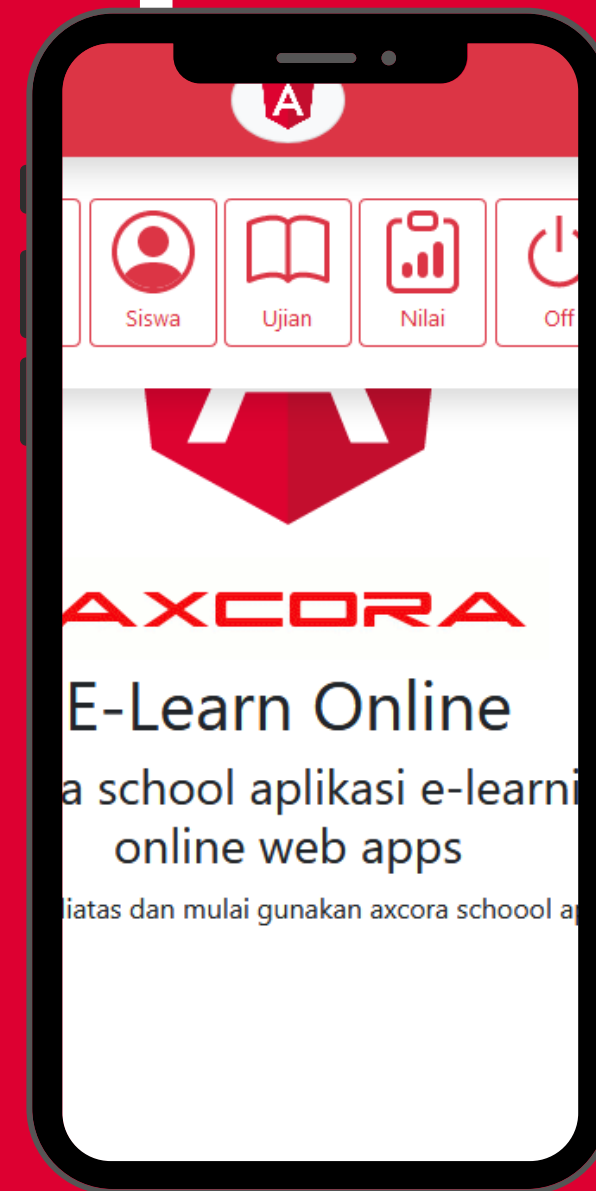 Siswa Ujian Nilai Off
AXCORA
E-Learn Online
a school aplikasi e-learni
online web apps
liatas dan mulai gunakan axcora schoool a